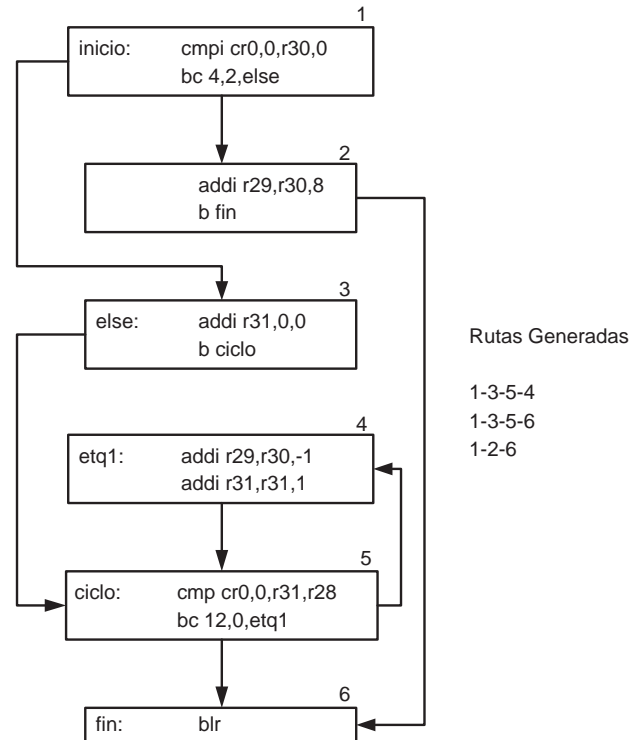 1
inicio: cmpi cr0,0,r30,0
bc 4,2,else
2
addi r29,r30,8
b fin
3
else: addi r31,0,0
b ciclo
Rutas Generadas
1-3-5-4
1-3-5-6
1-2-6
4
etq1: addi r29,r30,-1
addi r31,r31,1
5
ciclo: cmp cr0,0,r31,r28
bc 12,0,etq1
6
fin: blr